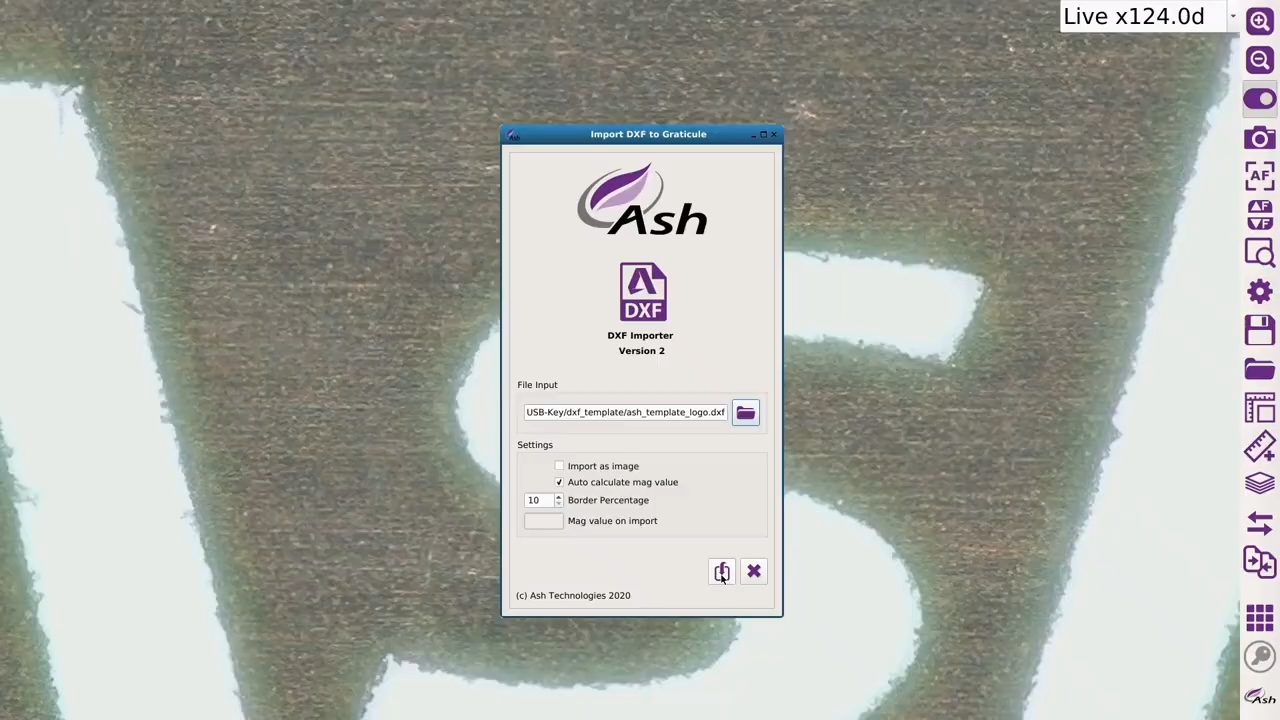 Live x124.0d
Import DXF to Graticule
Ash
DXF
DXF Importer
Version 2
File Input
USB-Key/dxf_template/ash_template_logo.dxf
Settings
Import as image
Auto calculate mag value
10 Border Percentage
Mag value on import
(c) Ash Technologies 2020
AF
AF
VF
Ash